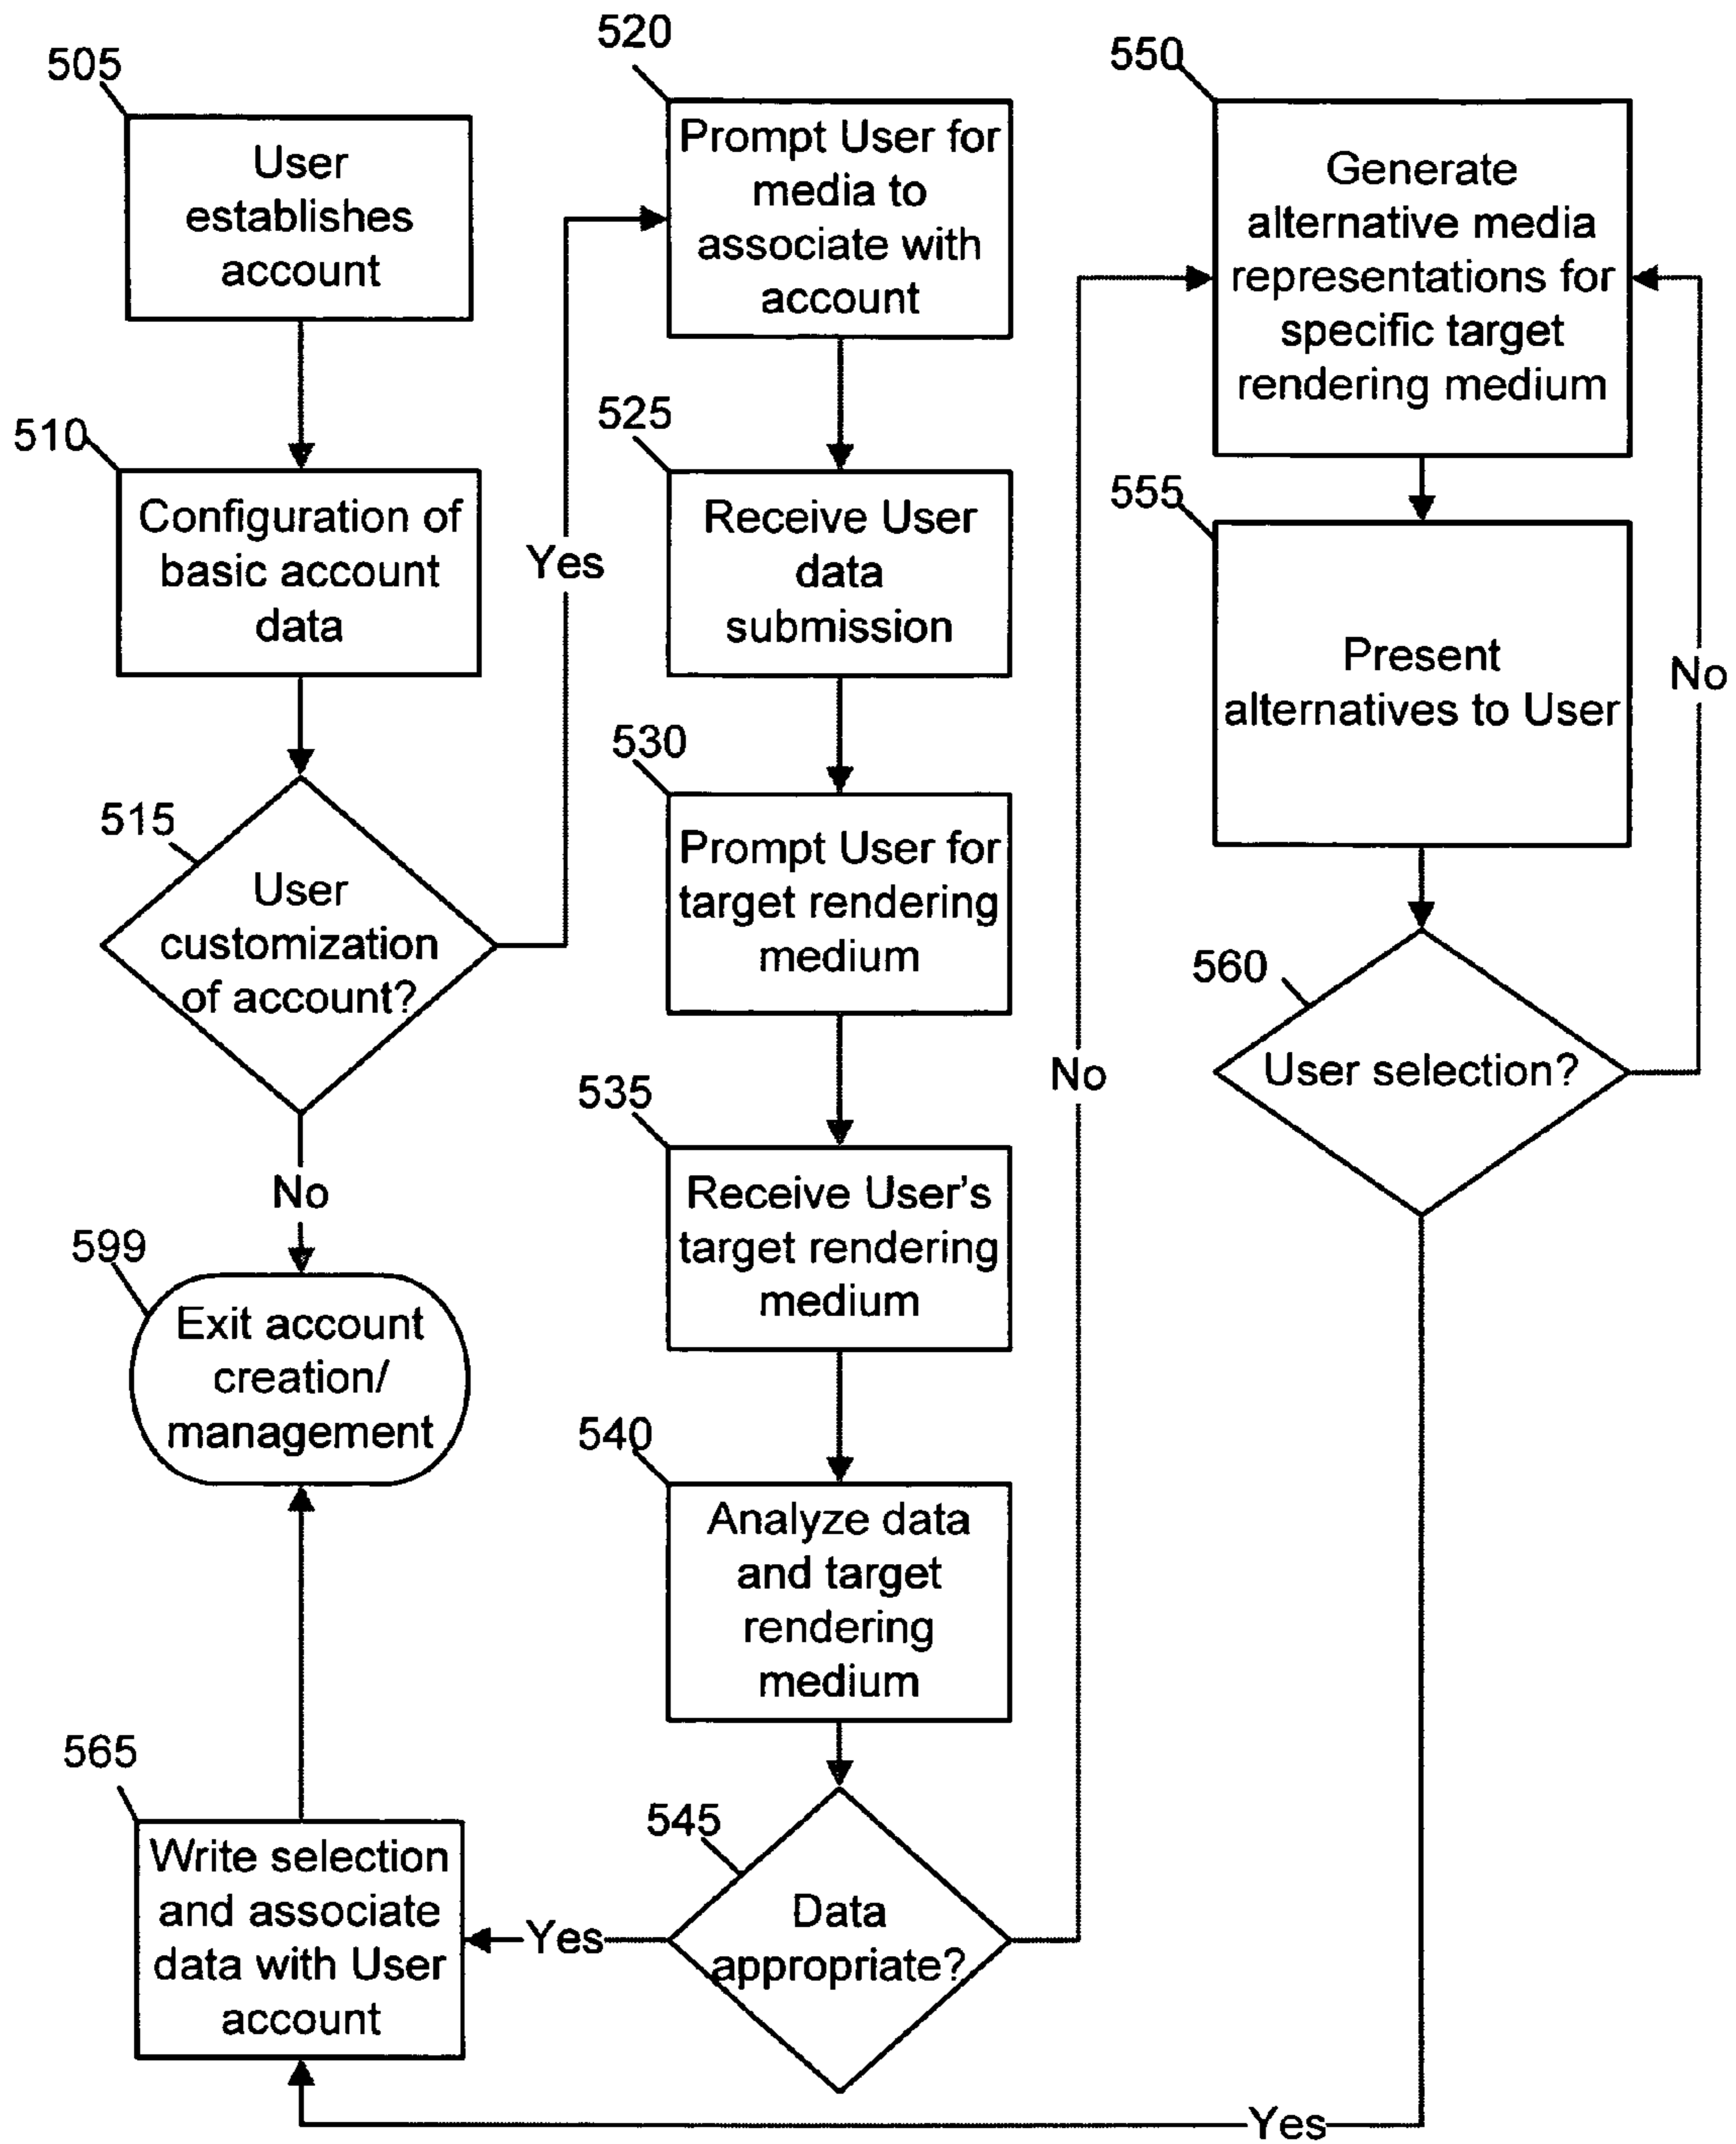 505
User
establishes
account
510
Configuration of
basic account
data
515
User
customization
of account?
Yes
No
599
Exit account
creation/
management
565
Write selection
and associate
data with User
account
520
Prompt User for
media to
associate with
account
525
Receive User
data
submission
530
Prompt User for
target rendering
medium
535
Receive User's
target rendering
medium
540
Analyze data
and target
rendering
medium
545
Data
appropriate?
Yes
No
550
Generate
alternative media
representations for
specific target
rendering medium
555
Present
alternatives to User
560
User selection?
No
Yes